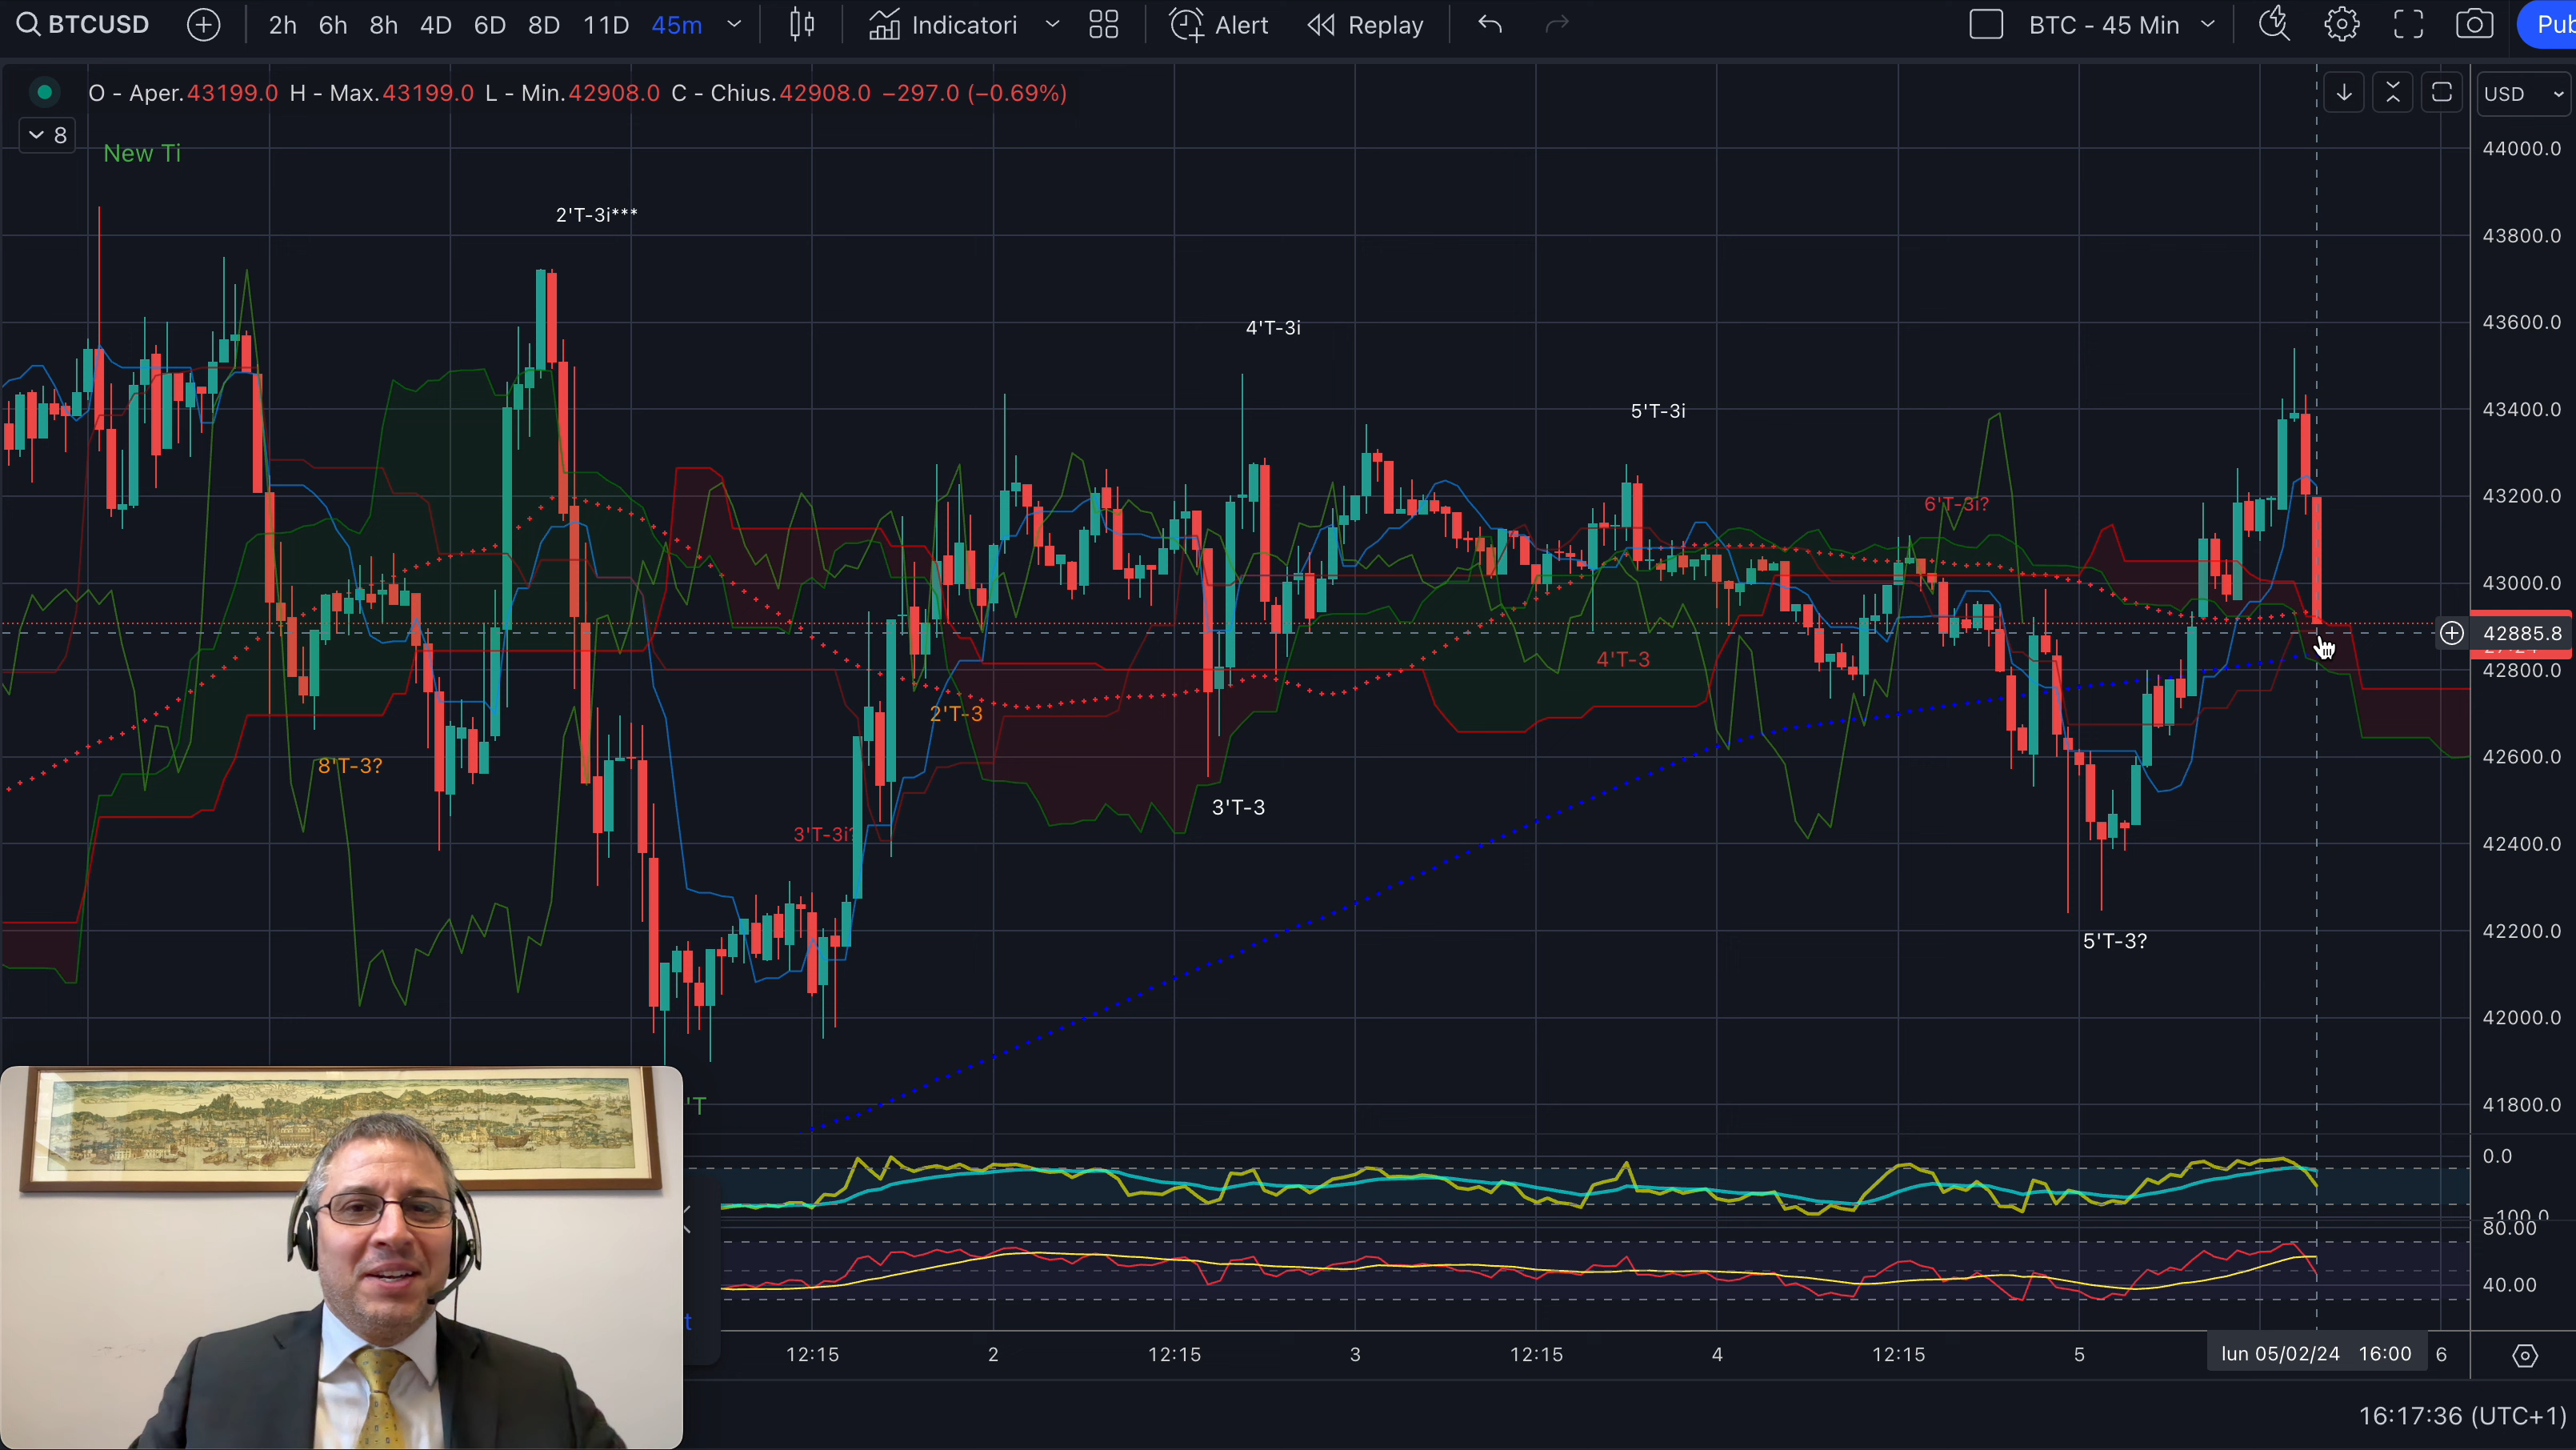 BTCUSD 2h 6h 8h 4D 6D 8D 11D 45m Indicatori Alert Replay BTC - 45 Min Pub
O - Aper.43199.0 H - Max.43199.0 L - Min.42908.0 C - Chius.42908.0 −297.0 (−0.69%) USD
8
New Ti
44000.0
2'T-3i***
43800.0
4'T-3i
43600.0
5'T-3i
43400.0
6'T-3i?
43200.0
43000.0
42885.8
4'T-3
42800.0
2'T-3
8'T-3?
42600.0
3'T-3
3'T-3i?
42400.0
5'T-3?
42200.0
42000.0
'T
41800.0
0.0
−100.0
80.00
40.00
t
12:15 2 12:15 3 12:15 4 12:15 5 lun 05/02/24 16:00 6
16:17:36 (UTC+1)